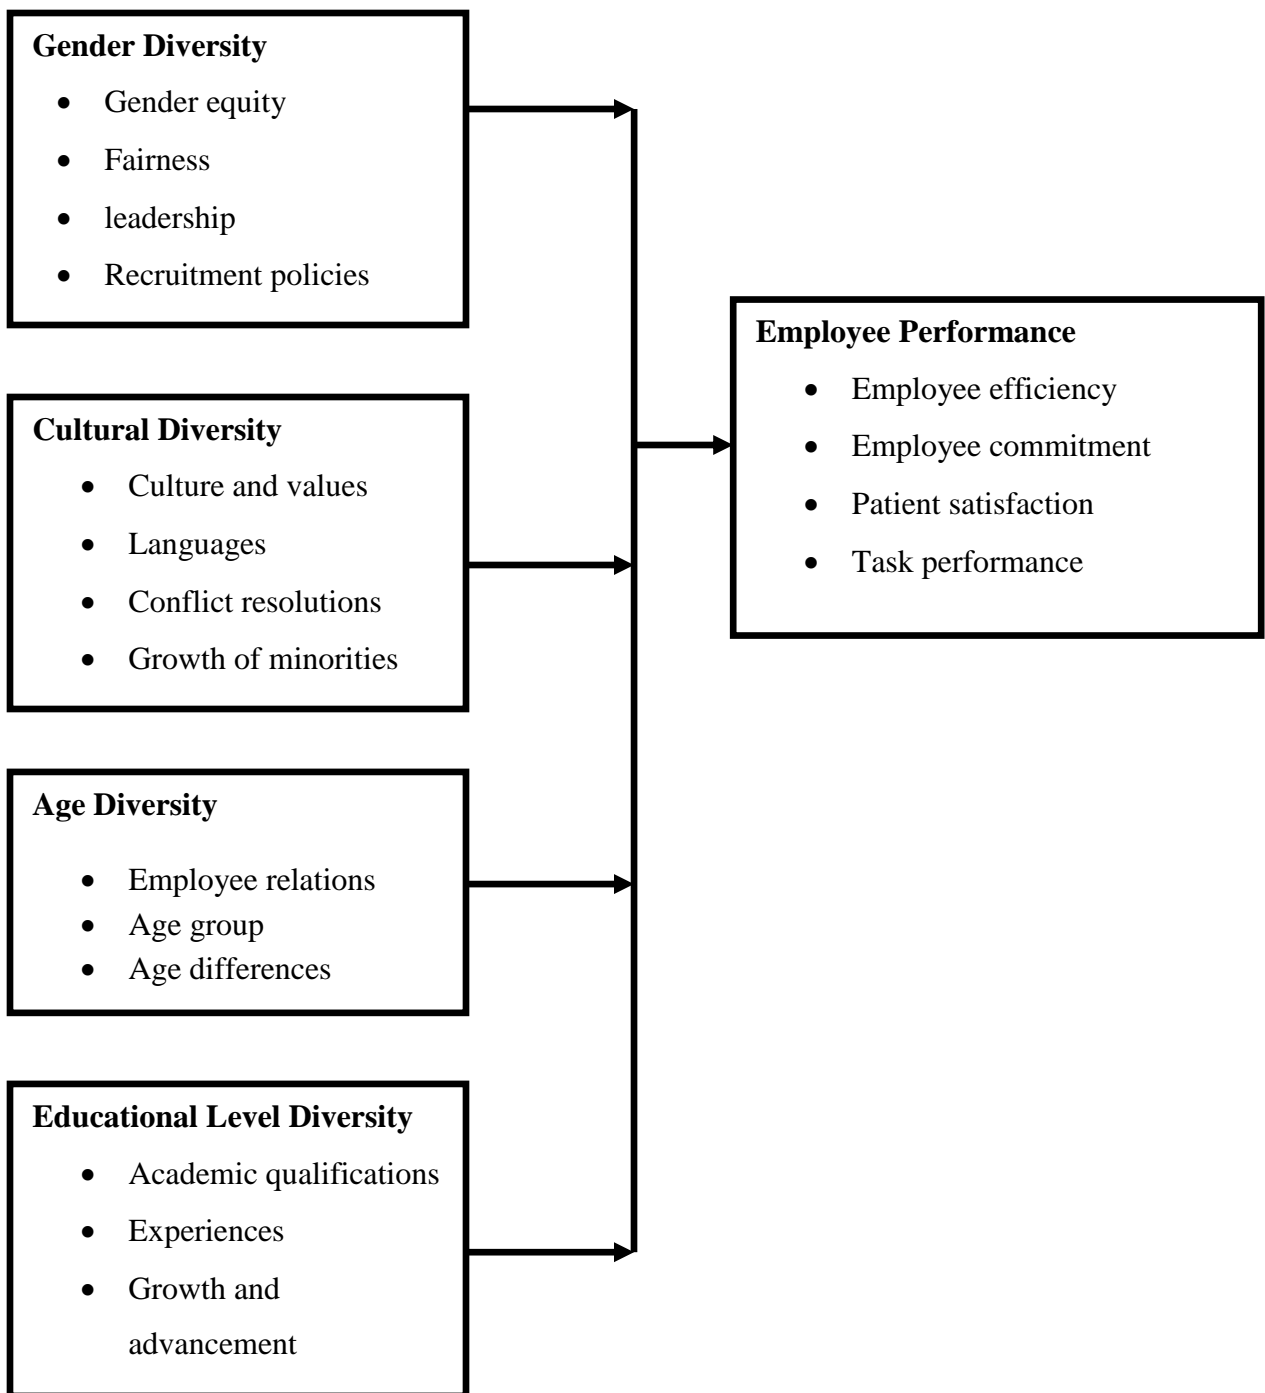 Gender Diversity
• Gender equity
• Fairness
• leadership
• Recruitment policies
Cultural Diversity
• Culture and values
• Languages
• Conflict resolutions
• Growth of minorities
Age Diversity
• Employee relations
• Age group
• Age differences
Educational Level Diversity
• Academic qualifications
• Experiences
• Growth and
advancement
Employee Performance
• Employee efficiency
• Employee commitment
• Patient satisfaction
• Task performance